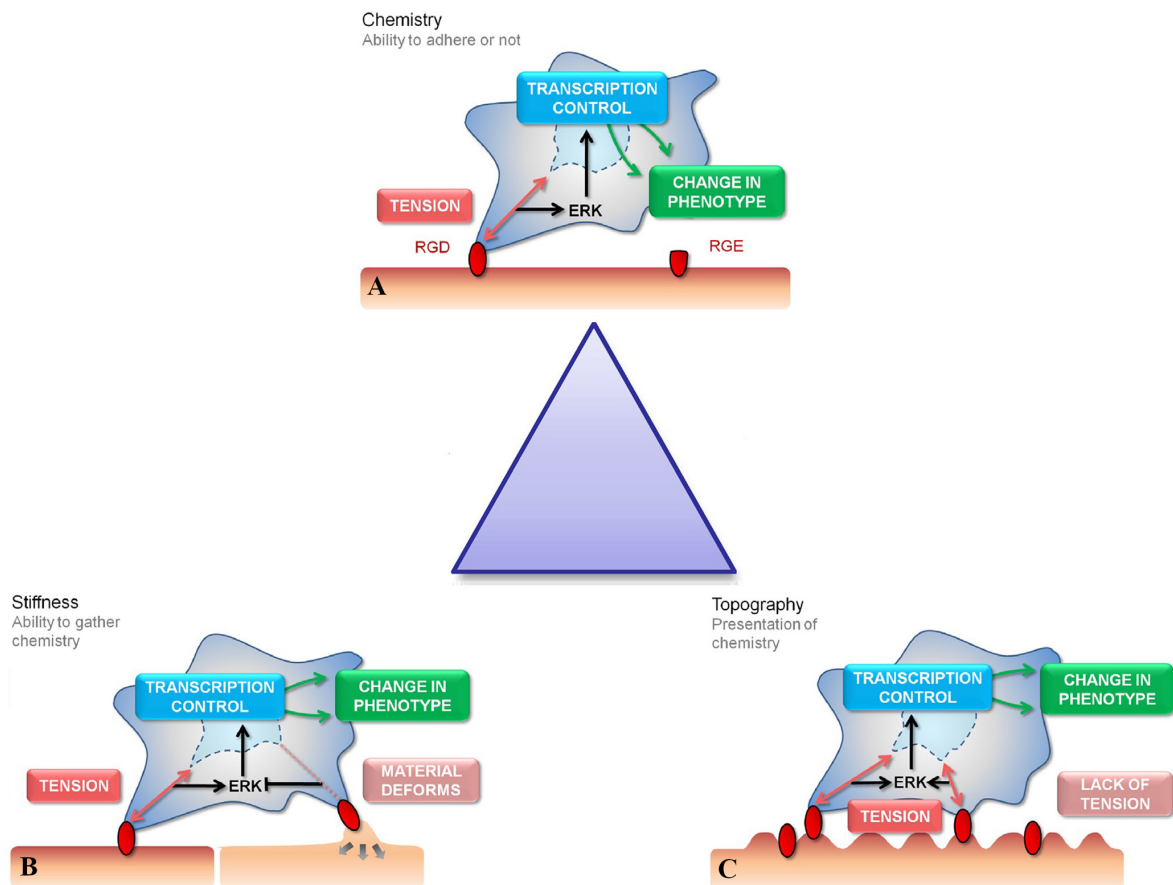 Chemistry
Ability to adhere or not
TRANSCRIPTION
CONTROL
CHANGE IN
PHENOTYPE
TENSION
ERK
RGD
RGE
A
Stiffness
Ability to gather
chemistry
TRANSCRIPTION
CONTROL
CHANGE IN
PHENOTYPE
TENSION
ERK
MATERIAL
DEFORMS
B
Topography
Presentation of
chemistry
TRANSCRIPTION
CONTROL
CHANGE IN
PHENOTYPE
ERK
LACK OF
TENSION
TENSION
C